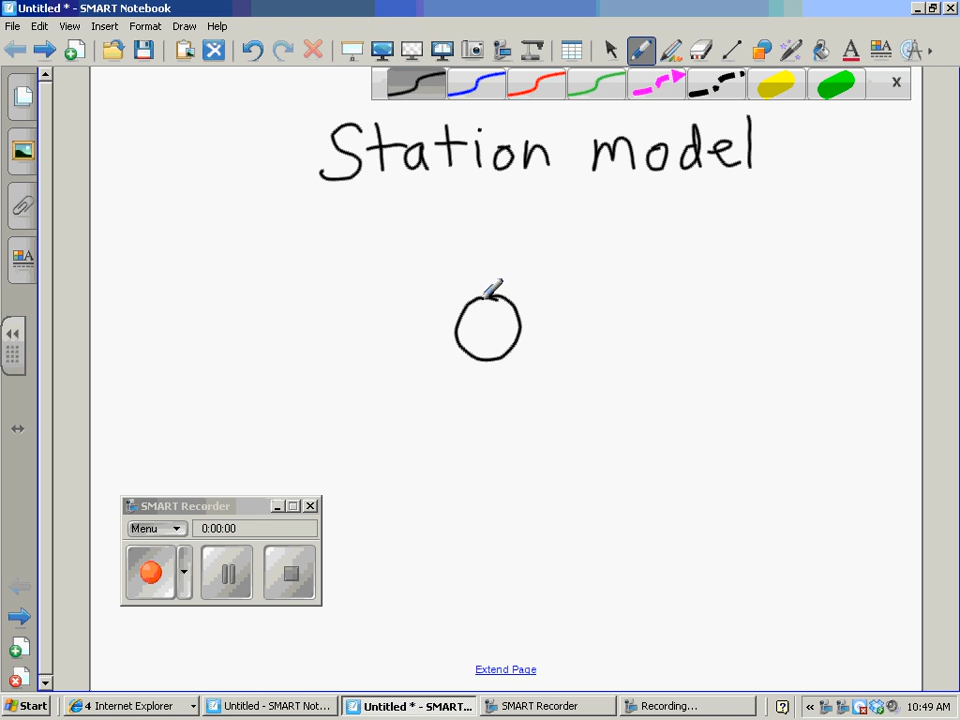 Untitled * - SMART Notebook
File Edit View Insert Format Draw Help
Station model
SMART Recorder
Menu 0:00:00
Extend Page
Start 4 Internet Explorer Untitled - SMART Not... Untitled * - SMART... SMART Recorder Recording... 10:49 AM